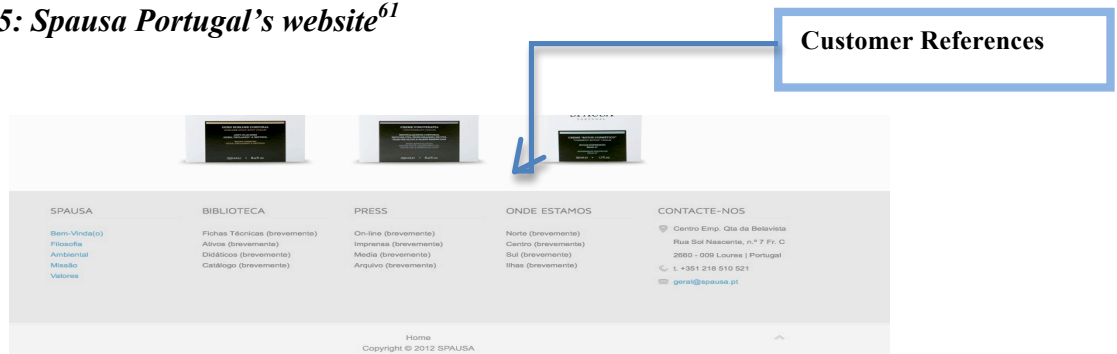 5: Spausa Portugal's website61
Customer References
SPAUSA
Bem-Vinda(o)
Filosofia
Ambiental
Missão
Valores
BIBLIOTECA
Fichas Técnicas (brevemente)
Ativos (brevemente)
Didáticos (brevemente)
Catálogo (brevemente)
PRESS
On-line (brevemente)
Imprensa (brevemente)
Media (brevemente)
Arquivo (brevemente)
ONDE ESTAMOS
Norte (brevemente)
Centro (brevemente)
Sul (brevemente)
Ilhas (brevemente)
CONTACTE-NOS
Centro Emp. Qta da Belavista
Rua Sol Nascente, n.º 7 Fr. C
2660 - 009 Loures | Portugal
t. +351 218 510 521
geral@spausa.pt
Home
Copyright © 2012 SPAUSA